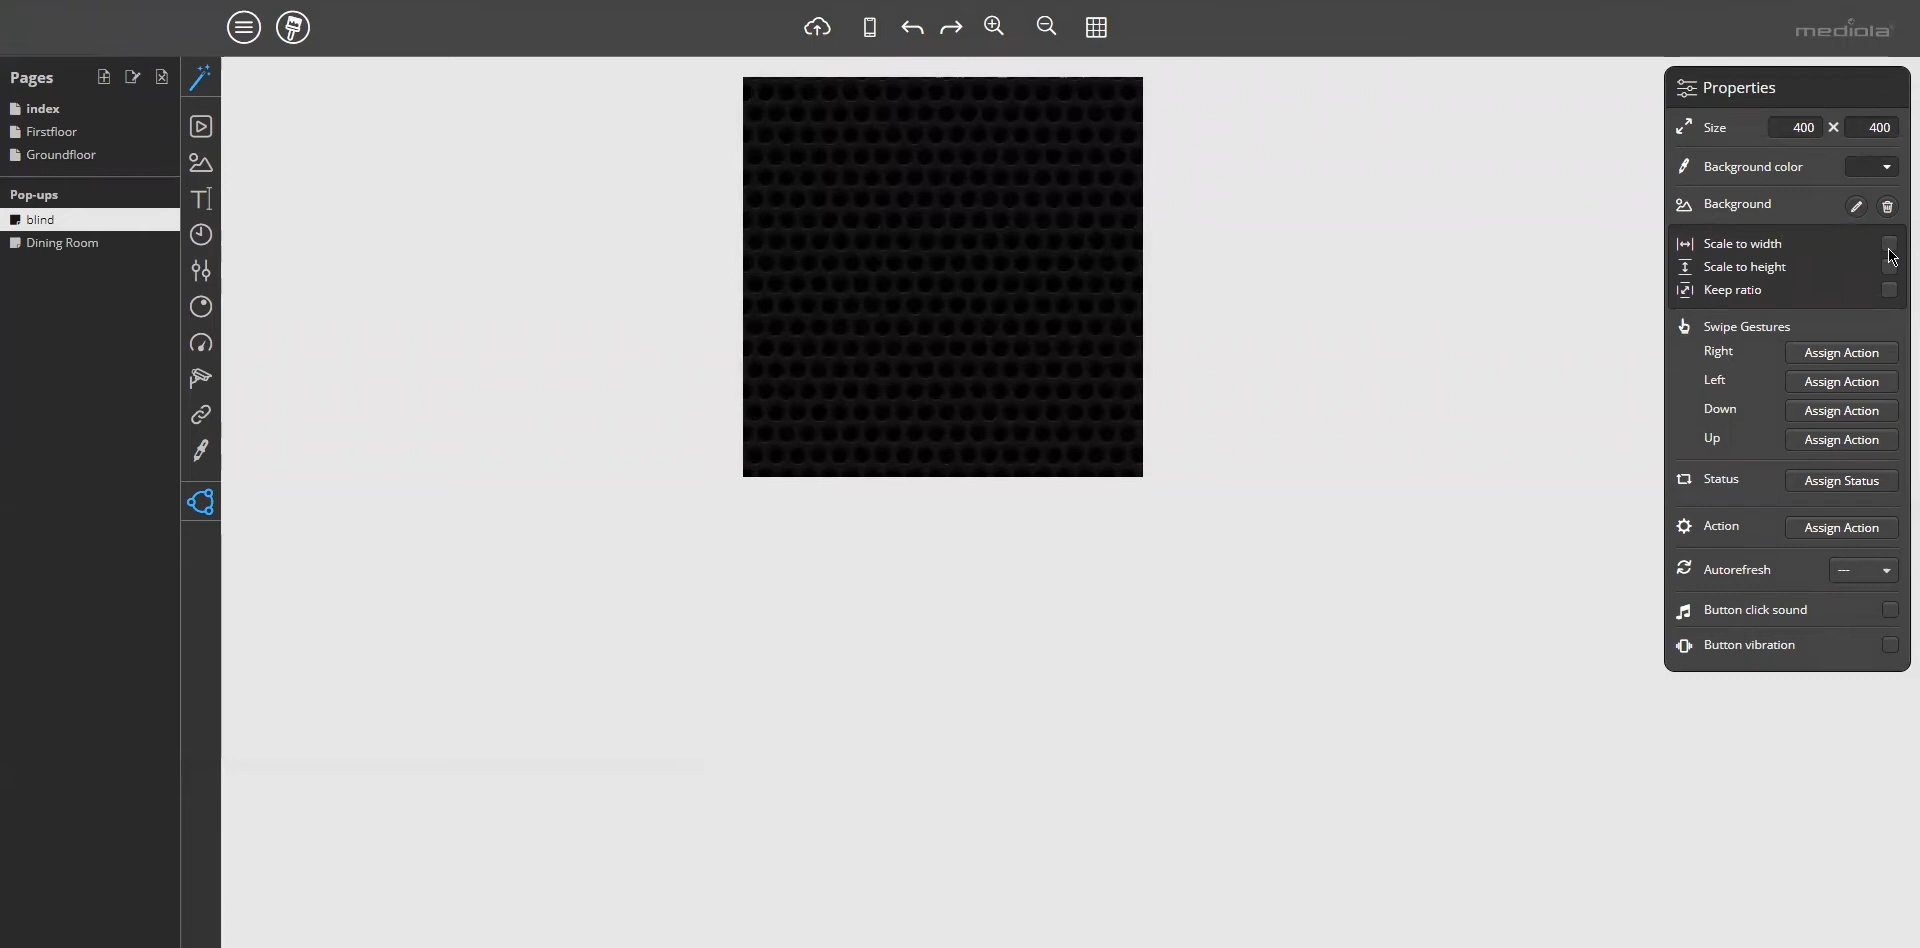 mediola
Pages
index
Firstfloor
Groundfloor
Pop-ups
blind
Dining Room
Properties
Size 400 X 400
Background color
Background
Scale to width
Scale to height
Keep ratio
Swipe Gestures
Right Assign Action
Left Assign Action
Down Assign Action
Up Assign Action
Status Assign Status
Action Assign Action
Autorefresh ---
Button click sound
Button vibration